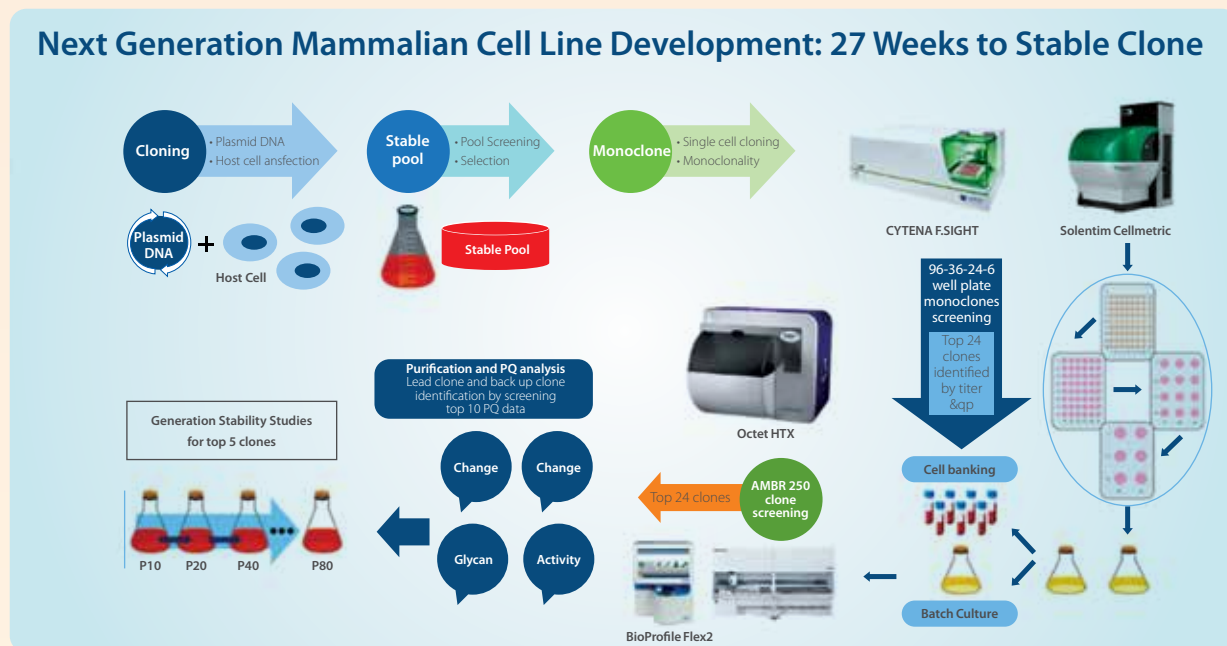 Next Generation Mammalian Cell Line Development: 27 Weeks to Stable Clone
Cloning
• Plasmid DNA
• Host cell ansfection
Stable
pool
• Pool Screening
• Selection
Monoclone
• Single cell cloning
• Monoclonality
CYTENA F.SIGHT
Solentim Cellmetric
Plasmid
DNA
+
Host Cell
Stable Pool
96-36-24-6
well plate
monoclones
screening
Top 24
clones
identified
by titer
&qp
Octet HTX
Purification and PQ analysis
Lead clone and back up clone
identification by screening
top 10 PQ data
Generation Stability Studies
for top 5 clones
Change
Change
Glycan
Activity
Top 24 clones
AMBR 250
clone
screening
Cell banking
P10 P20 P40 P80
BioProfile Flex2
Batch Culture